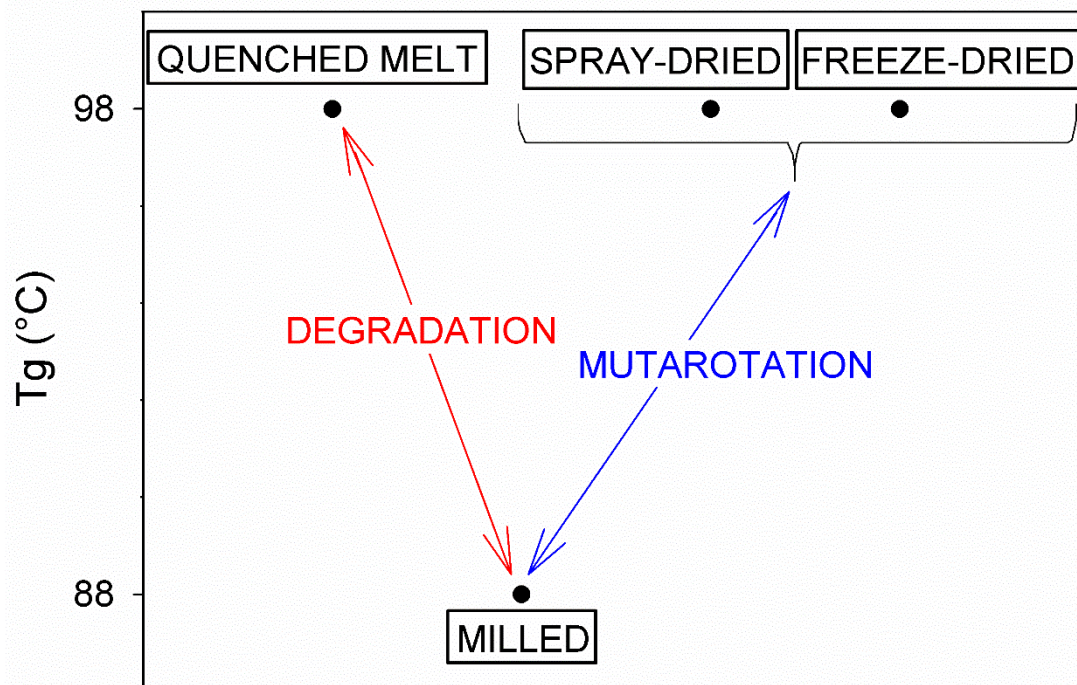 QUENCHED MELT
SPRAY-DRIED
FREEZE-DRIED
98
Tg (°C)
DEGRADATION
MUTAROTATION
88
MILLED